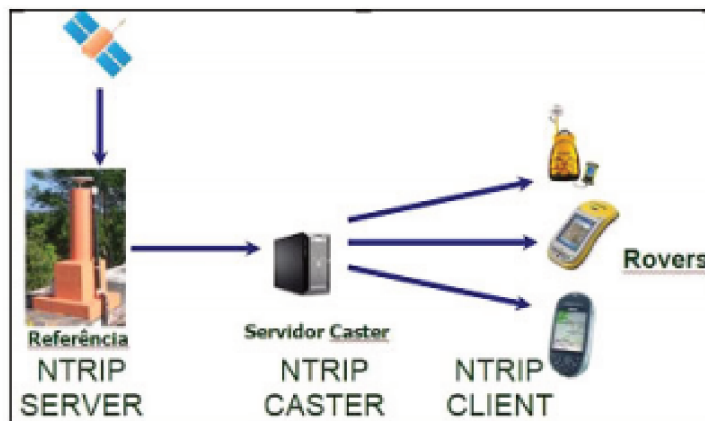 Referência
NTRIP
SERVER
Servidor Caster
NTRIP
CASTER
Rovers
NTRIP
CLIENT